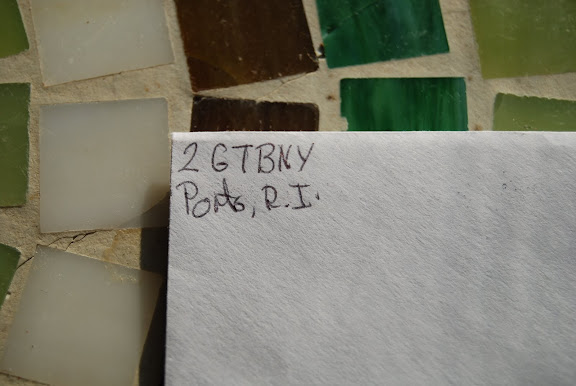 2 GTBNY
Ports, R.I.